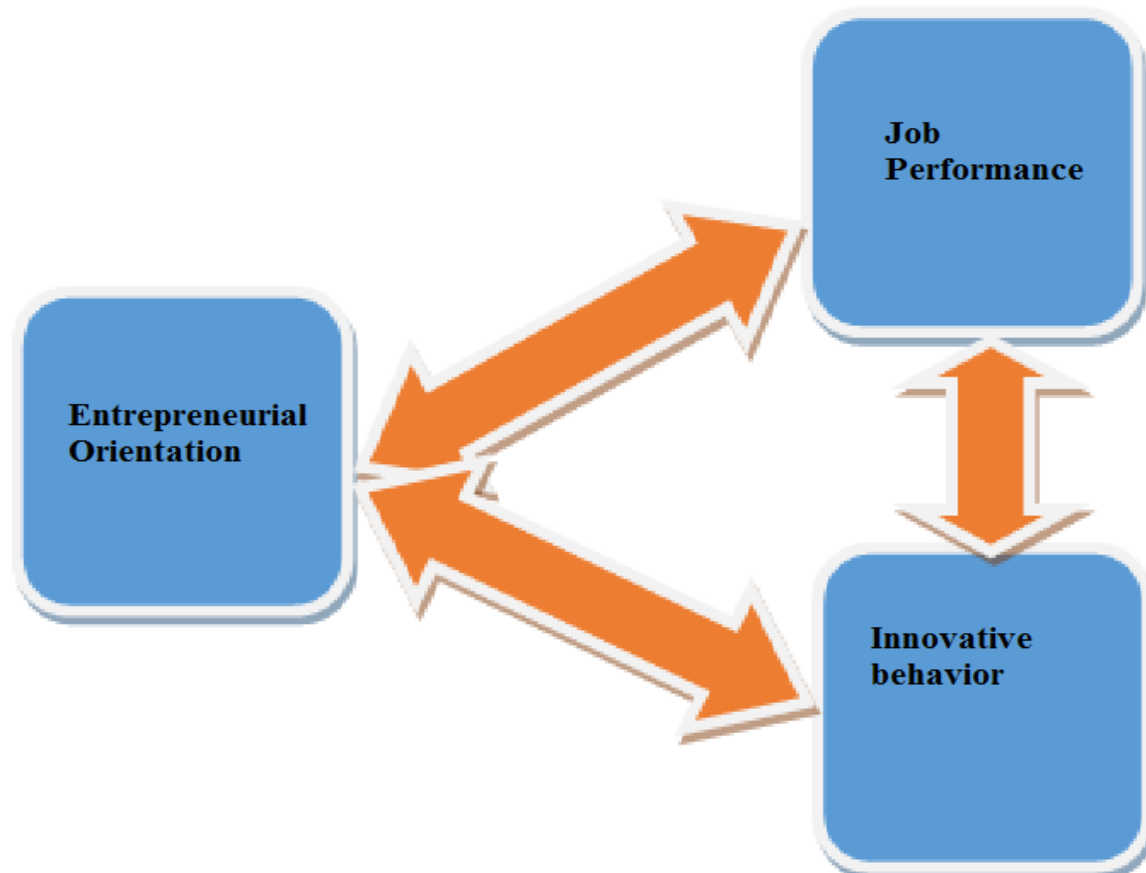 Job
Performance
Entrepreneurial
Orientation
Innovative
behavior